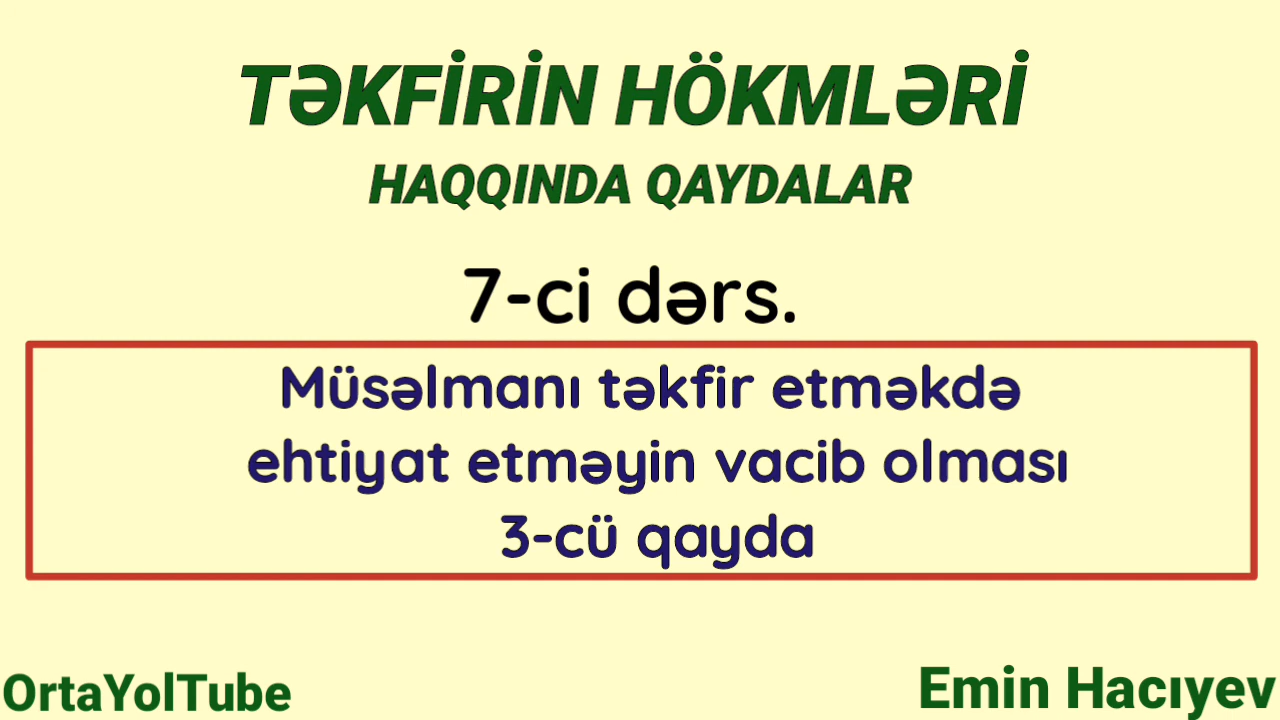 TƏKFİRİN HÖKMLƏRİ
HAQQINDA QAYDALAR
7-ci dərs.
Müsəlmanı təkfir etməkdə
ehtiyat etməyin vacib olması
3-cü qayda
OrtaYolTube
Emin Hacıyev